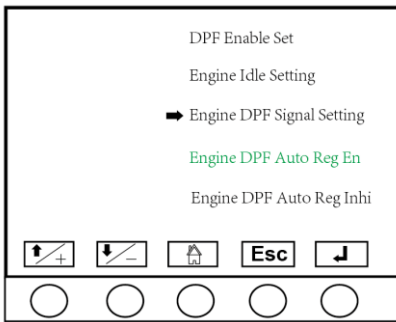 DPF Enable Set
Engine Idle Setting
Engine DPF Signal Setting
Engine DPF Auto Reg En
Engine DPF Auto Reg Inhi
+ - Esc